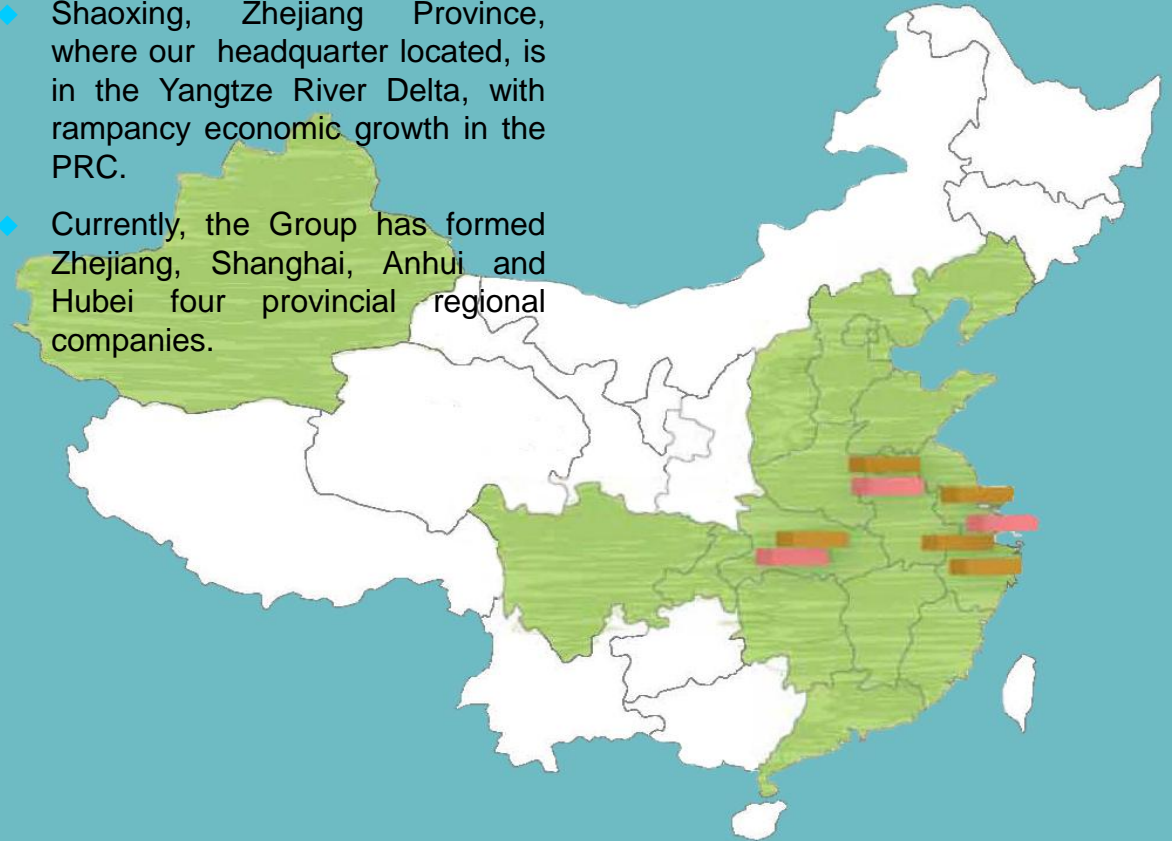 Shaoxing, Zhejiang Province,
where our headquarter located, is
in the Yangtze River Delta, with
rampancy economic growth in the
PRC.
Currently, the Group has formed
Zhejiang, Shanghai, Anhui and
Hubei four provincial regional
companies.